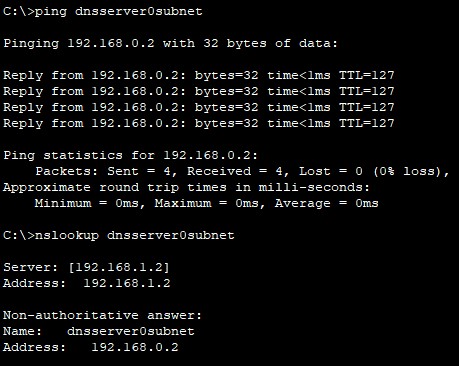 C:\>ping dnsserver0subnet
Pinging 192.168.0.2 with 32 bytes of data:
Reply from 192.168.0.2: bytes=32 time<1ms TTL=127
Reply from 192.168.0.2: bytes=32 time<1ms TTL=127
Reply from 192.168.0.2: bytes=32 time<1ms TTL=127
Reply from 192.168.0.2: bytes=32 time<1ms TTL=127
Ping statistics for 192.168.0.2:
    Packets: Sent = 4, Received = 4, Lost = 0 (0% loss),
Approximate round trip times in milli-seconds:
    Minimum = 0ms, Maximum = 0ms, Average = 0ms
C:\>nslookup dnsserver0subnet
Server: [192.168.1.2]
Address:  192.168.1.2
Non-authoritative answer:
Name:   dnsserver0subnet
Address:   192.168.0.2